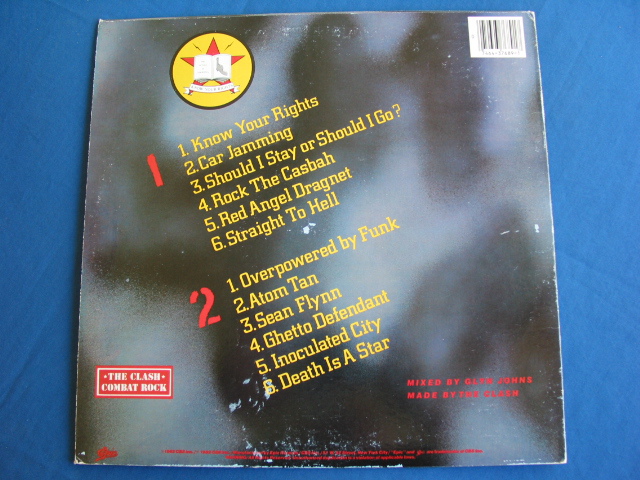 1
1. Know Your Rights
2. Car Jamming
3. Should I Stay or Should I Go?
4. Rock The Casbah
5. Red Angel Dragnet
6. Straight To Hell
2
1. Overpowered by Funk
2. Atom Tan
3. Sean Flynn
4. Ghetto Defendant
5. Inoculated City
6. Death Is A Star
• THE CLASH •
COMBAT ROCK
MIXED BY GLYN JOHNS
MADE BY THE CLASH
Epic